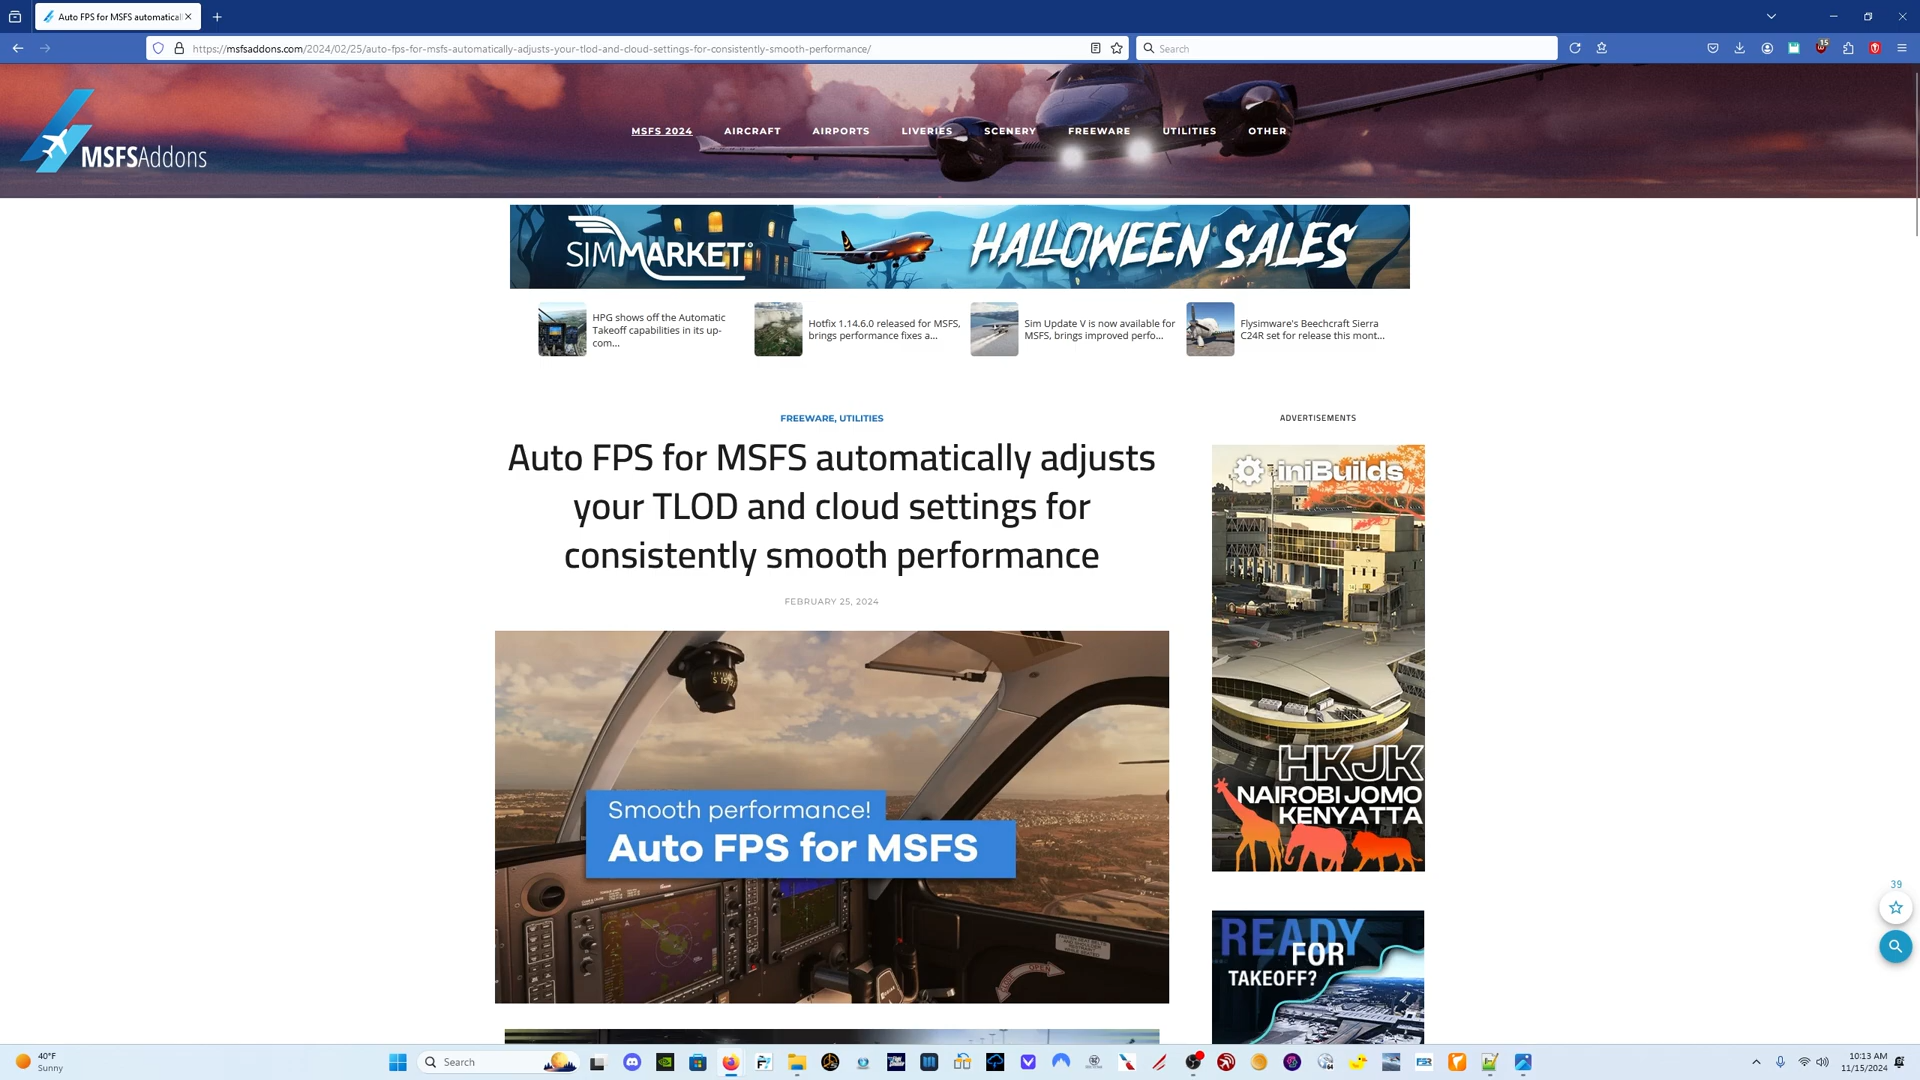 Auto FPS for MSFS automatical
https://msfsaddons.com/2024/02/25/auto-fps-for-msfs-automatically-adjusts-your-tlod-and-cloud-settings-for-consistently-smooth-performance/
Search
15
MSFSAddons
MSFS 2024
AIRCRAFT
AIRPORTS
LIVERIES
SCENERY
FREEWARE
UTILITIES
OTHER
SIMMARKET
HALLOWEEN SALES
HPG shows off the Automatic
Takeoff capabilities in its up-
com...
Hotfix 1.14.6.0 released for MSFS,
brings performance fixes a...
Sim Update V is now available for
MSFS, brings improved perfo...
Flysimware's Beechcraft Sierra
C24R set for release this mont...
FREEWARE, UTILITIES
ADVERTISEMENTS
Auto FPS for MSFS automatically adjusts
your TLOD and cloud settings for
consistently smooth performance
FEBRUARY 25, 2024
iniBuilds
Smooth performance!
Auto FPS for MSFS
OPEN
HKJK
NAIROBI JOMO
KENYATTA
39
READY
FOR
TAKEOFF?
40°F
Sunny
Search
10:13 AM
11/15/2024